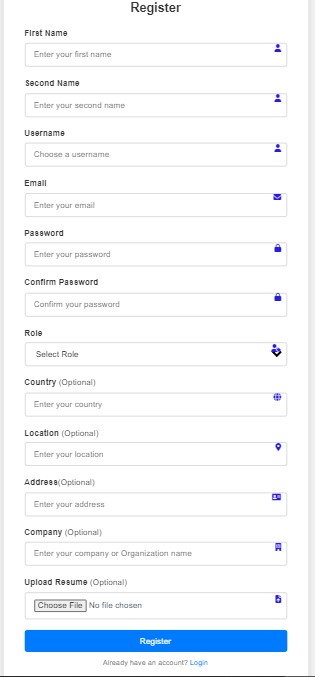 Register
First Name
Enter your first name
Second Name
Enter your second name
Username
Choose a username
Email
Enter your email
Password
Enter your password
Confirm Password
Confirm your password
Role
Select Role
Country (Optional)
Enter your country
Location (Optional)
Enter your location
Address(Optional)
Enter your address
Company (Optional)
Enter your company or Organization name
Upload Resume (Optional)
Choose File No file chosen
Register
Already have an account? Login